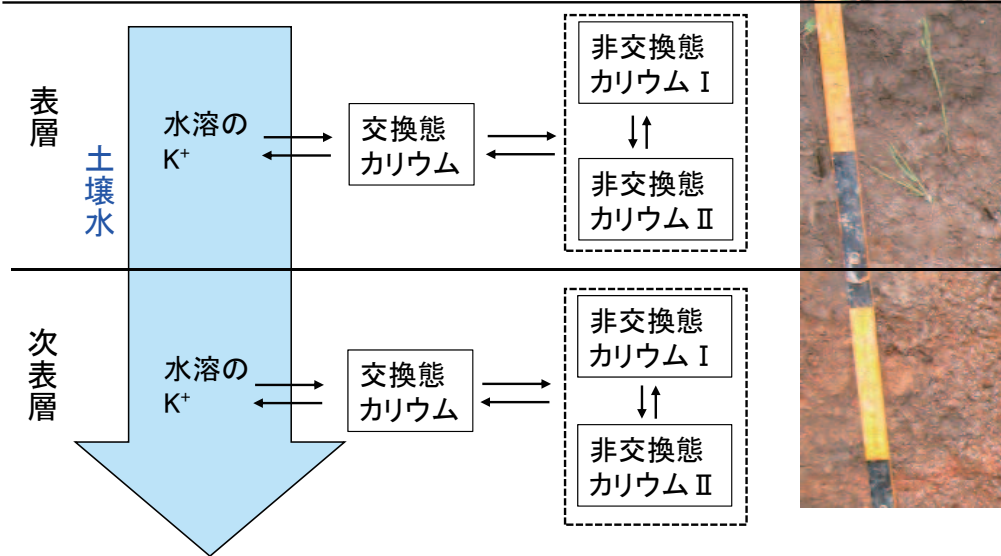 表層
土壌水
水溶の
K⁺
交換態
カリウム
非交換態
カリウム Ⅰ
非交換態
カリウム Ⅱ
次表層
水溶の
K⁺
交換態
カリウム
非交換態
カリウム Ⅰ
非交換態
カリウム Ⅱ